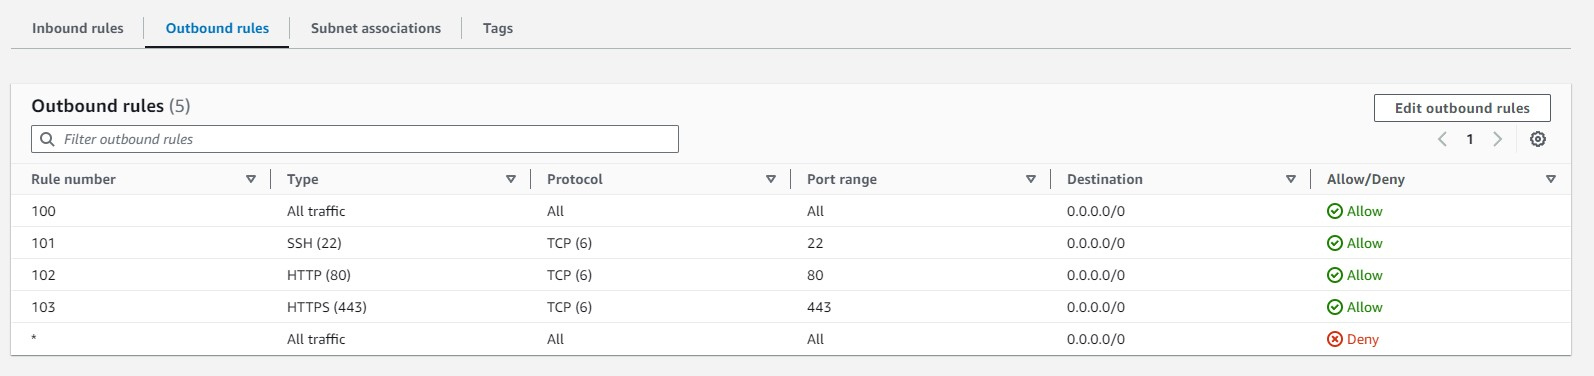 Inbound rules Outbound rules Subnet associations Tags
Outbound rules (5)
Edit outbound rules
Filter outbound rules
1
Rule number Type Protocol Port range Destination Allow/Deny
100 All traffic All All 0.0.0.0/0 Allow
101 SSH (22) TCP (6) 22 0.0.0.0/0 Allow
102 HTTP (80) TCP (6) 80 0.0.0.0/0 Allow
103 HTTPS (443) TCP (6) 443 0.0.0.0/0 Allow
* All traffic All All 0.0.0.0/0 Deny